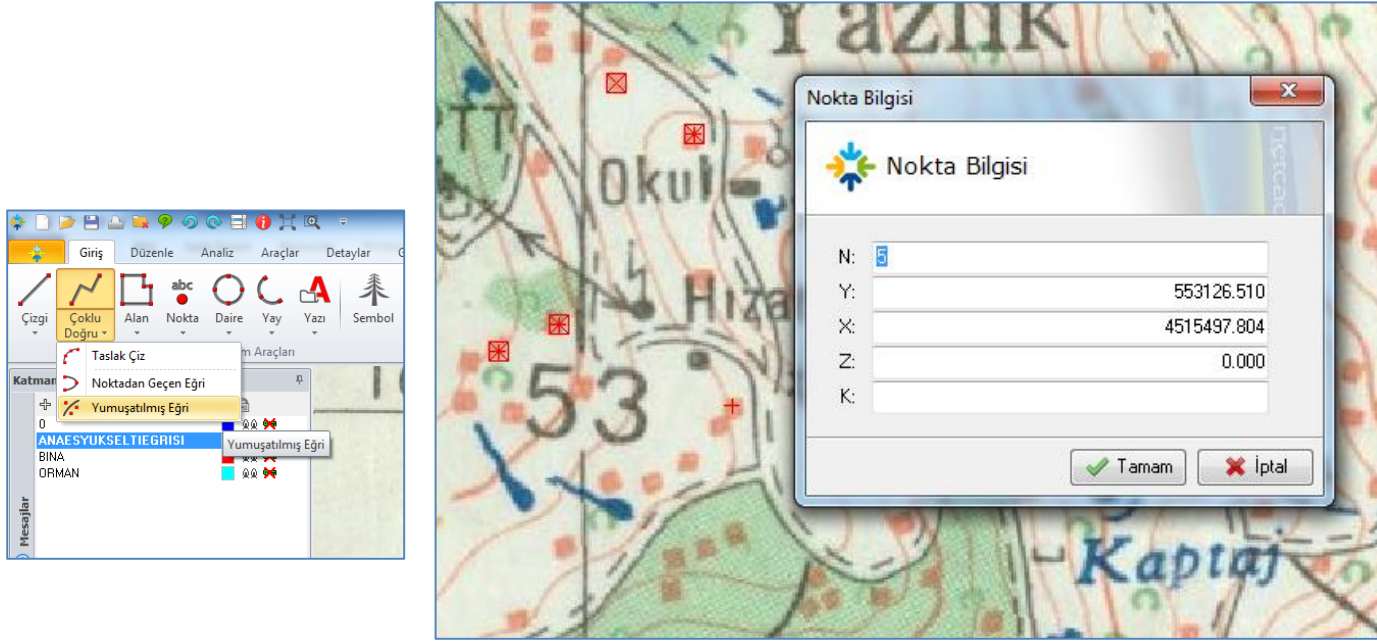 Giriş Düzenle Analiz Araçlar Detaylar
Çizgi Çoklu Doğru Alan abc Nokta Daire Yay A Yazı Sembol
Taslak Çiz
Noktadan Geçen Eğri
Yumuşatılmış Eğri
m Araçları
Katman
0
ANAESYUKSELTIEGRISI
Yumuşatılmış Eğri
BINA
ORMAN
Mesajlar
Yazlık
TT
Okul
Hıza
53
Kaptaj
Nokta Bilgisi
Nokta Bilgisi
netcad
N: 5
Y: 553126.510
X: 4515497.804
Z: 0.000
K:
Tamam İptal